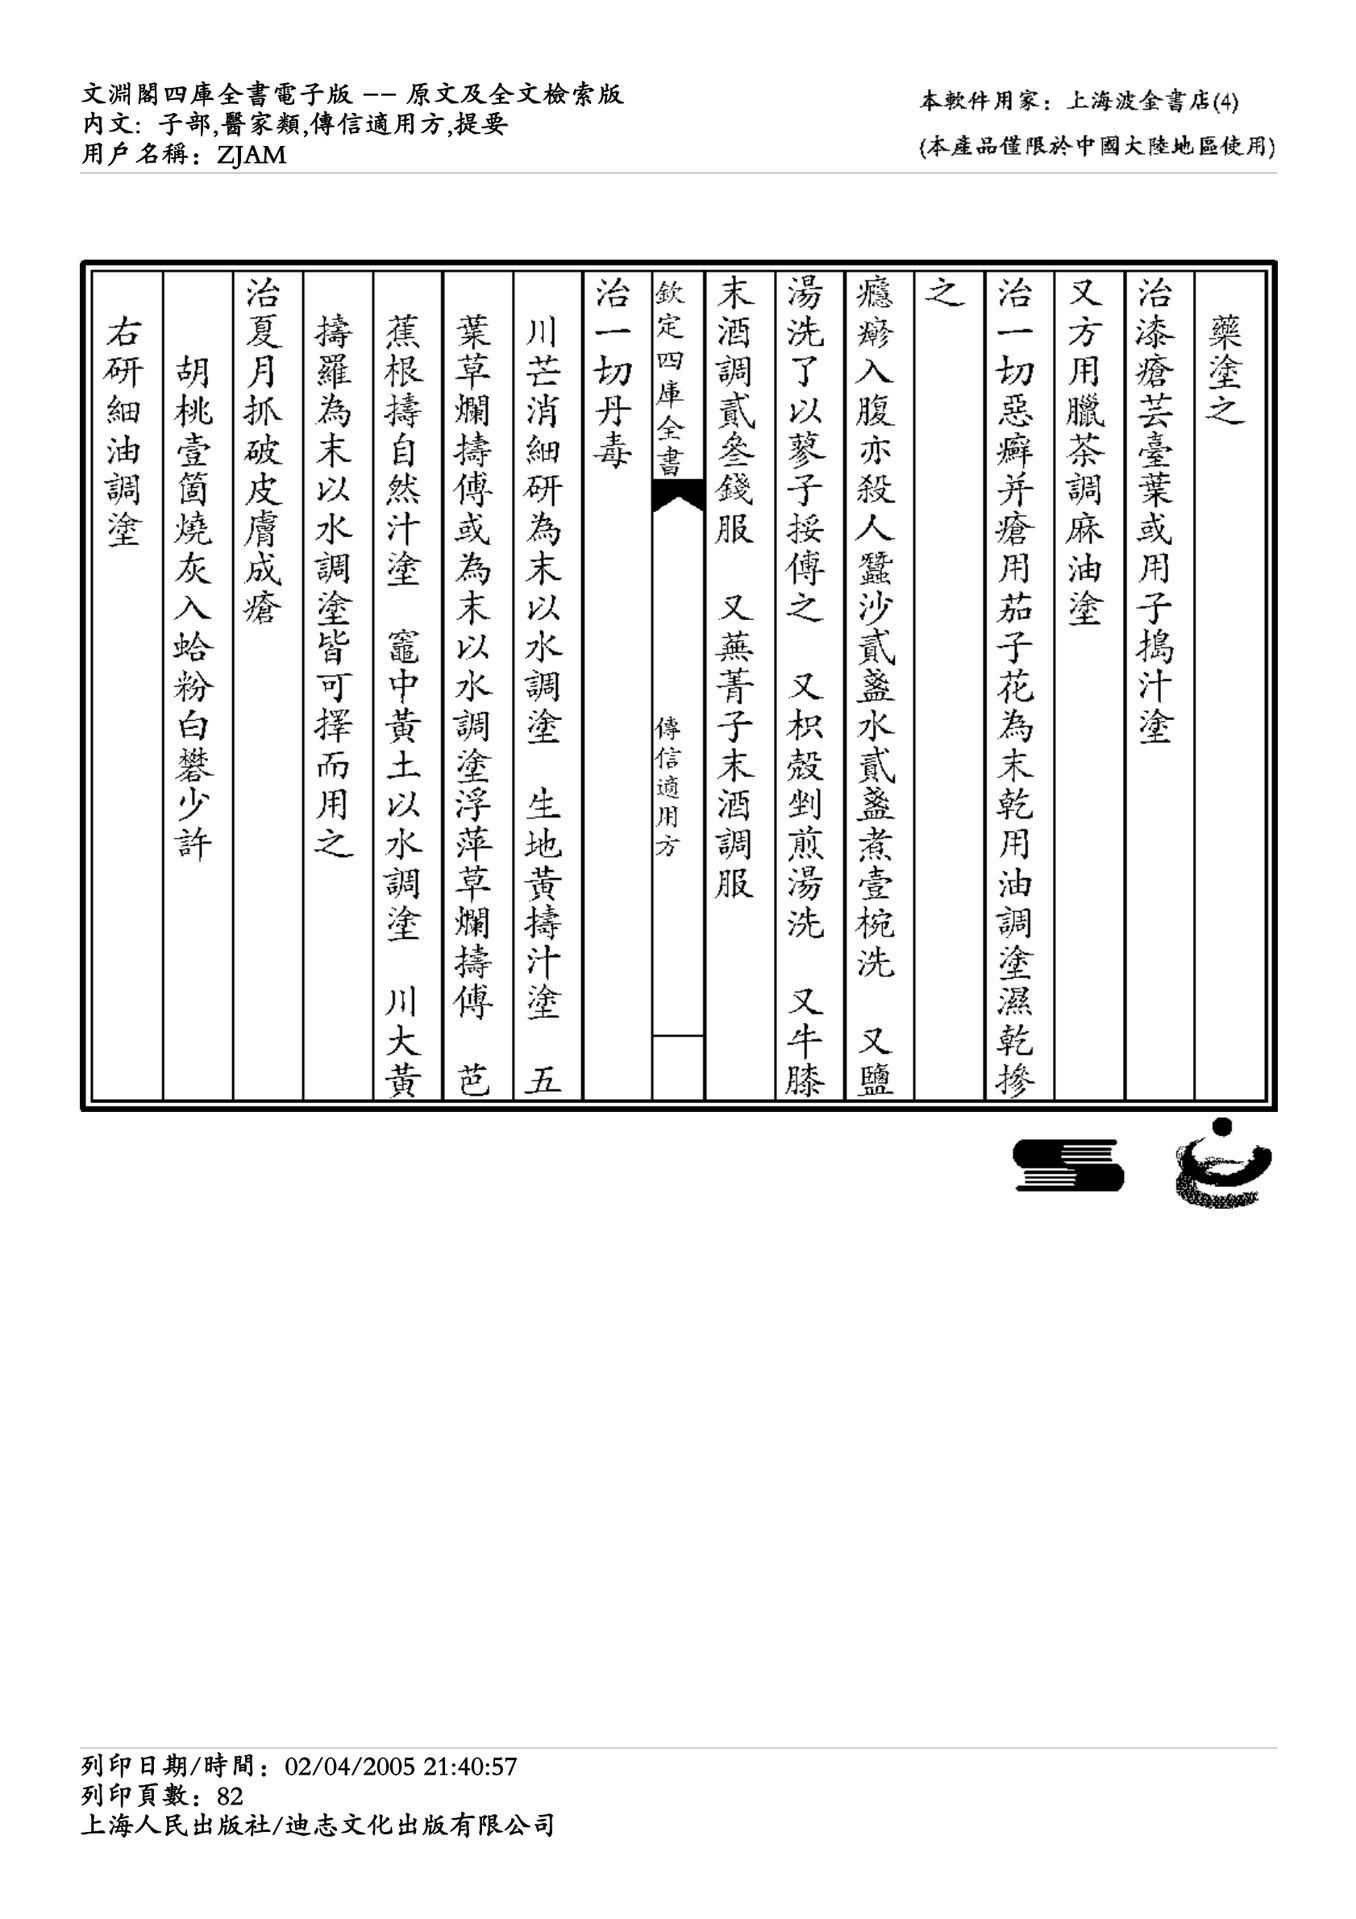 文淵閣四庫全書電子版 -- 原文及全文檢索版
內文: 子部,醫家類,傳信適用方,提要
用戶名稱: ZJAM
本軟件用家: 上海波金書店(4)
(本產品僅限於中國大陸地區使用)
藥塗之
治漆瘡芸臺葉或用子搗汁塗
又方用臘茶調麻油塗
治一切惡癬并瘡用茄子花為末乾用油調塗濕乾摻
之
癮瘮入腹亦殺人蠶沙貳盞水貳盞煮壹椀洗　又鹽
湯洗了以蓼子挼傅之　又枳殼剉煎湯洗　又牛膝
末酒調貳叄錢服　又蕪菁子末酒調服
欽定四庫全書　傳信適用方
治一切丹毒
川芒消細研為末以水調塗　生地黃擣汁塗　五
葉草爛擣傅或為末以水調塗浮萍草爛擣傅　芭
蕉根擣自然汁塗　竈中黃土以水調塗　川大黃
擣羅為末以水調塗皆可擇而用之
治夏月抓破皮膚成瘡
胡桃壹箇燒灰入蛤粉白礬少許
右研細油調塗
列印日期/時間: 02/04/2005 21:40:57
列印頁數: 82
上海人民出版社/迪志文化出版有限公司